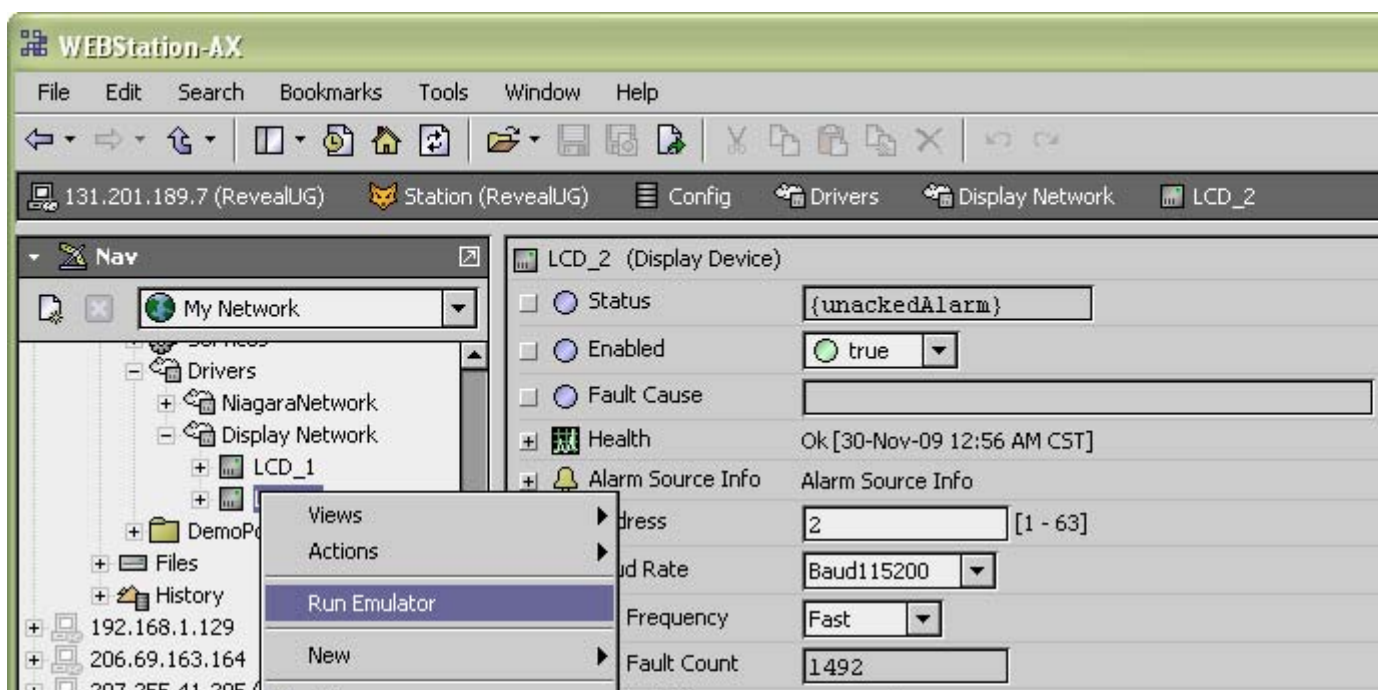 WEBStation-AX
File Edit Search Bookmarks Tools Window Help
131.201.189.7 (RevealUG) Station (RevealUG) Config Drivers Display Network LCD_2
Nav
My Network
Drivers
NiagaraNetwork
Display Network
LCD_1
Files
History
192.168.1.129
206.69.163.164
Views
Actions
Run Emulator
New
LCD_2 (Display Device)
Status {unackedAlarm}
Enabled true
Fault Cause
Health Ok [30-Nov-09 12:56 AM CST]
Alarm Source Info Alarm Source Info
dress 2 [1 - 63]
ud Rate Baud115200
Frequency Fast
Fault Count 1492